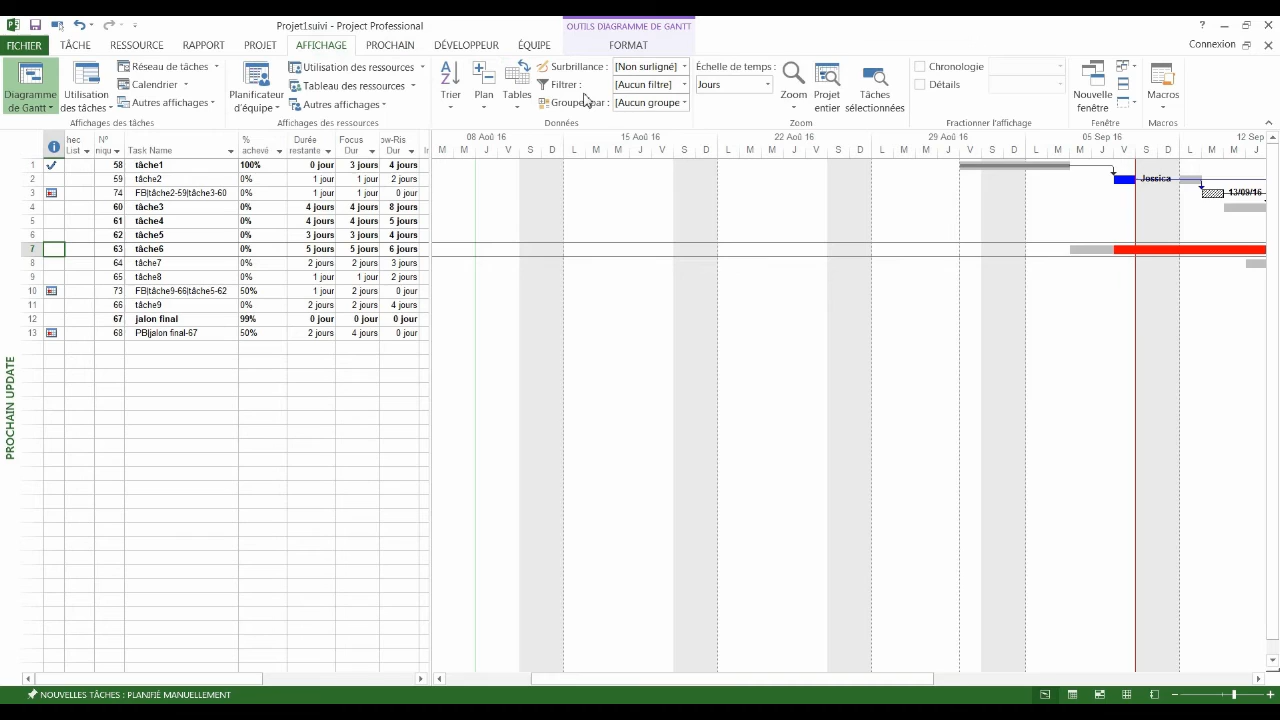 Projet1suivi - Project Professional
OUTILS DIAGRAMME DE GANTT
FICHIER TÂCHE RESSOURCE RAPPORT PROJET AFFICHAGE PROCHAIN DÉVELOPPEUR ÉQUIPE FORMAT Connexion
Diagramme de Gantt
Utilisation des tâches
Réseau de tâches
Calendrier
Autres affichages
Affichages des tâches
Planificateur d'équipe
Utilisation des ressources
Tableau des ressources
Autres affichages
Affichages des ressources
Trier
Plan
Tables
Surbrillance : [Non surligné]
Filtrer : [Aucun filtre]
[Aucun groupe
Données
Échelle de temps :
Jours
Zoom
Projet entier
Tâches sélectionnées
Zoom
Chronologie
Détails
Fractionner l'affichage
Nouvelle fenêtre
Fenêtre
Macros
Macros
hec List N° niqu Task Name % achevé Durée restante Focus Dur ow-Ris Dur Ir
08 Aoû 16 15 Aoû 16 22 Aoû 16 29 Aoû 16 05 Sep 16 12 Sep
M M J V S D L M M J V S D L M M J V S D L M M J V S D L M M J V S D L M M J
1 58 tâche1 100% 0 jour 3 jours 4 jours
2 59 tâche2 0% 1 jour 1 jour 2 jours Jessica
3 74 FB|tâche2-59|tâche3-60 0% 1 jour 1 jour 0 jour 13/09/16
4 60 tâche3 0% 4 jours 4 jours 8 jours
5 61 tâche4 0% 4 jours 4 jours 5 jours
6 62 tâche5 0% 3 jours 3 jours 4 jours
7 63 tâche6 0% 5 jours 5 jours 6 jours
8 64 tâche7 0% 2 jours 2 jours 3 jours
9 65 tâche8 0% 1 jour 1 jour 2 jours
10 73 FB|tâche9-66|tâche5-62 50% 1 jour 2 jours 0 jour
11 66 tâche9 0% 2 jours 2 jours 4 jours
12 67 jalon final 99% 0 jour 0 jour 0 jour
13 68 PB|jalon final-67 50% 2 jours 4 jours 0 jour
PROCHAIN UPDATE
NOUVELLES TÂCHES : PLANIFIÉ MANUELLEMENT